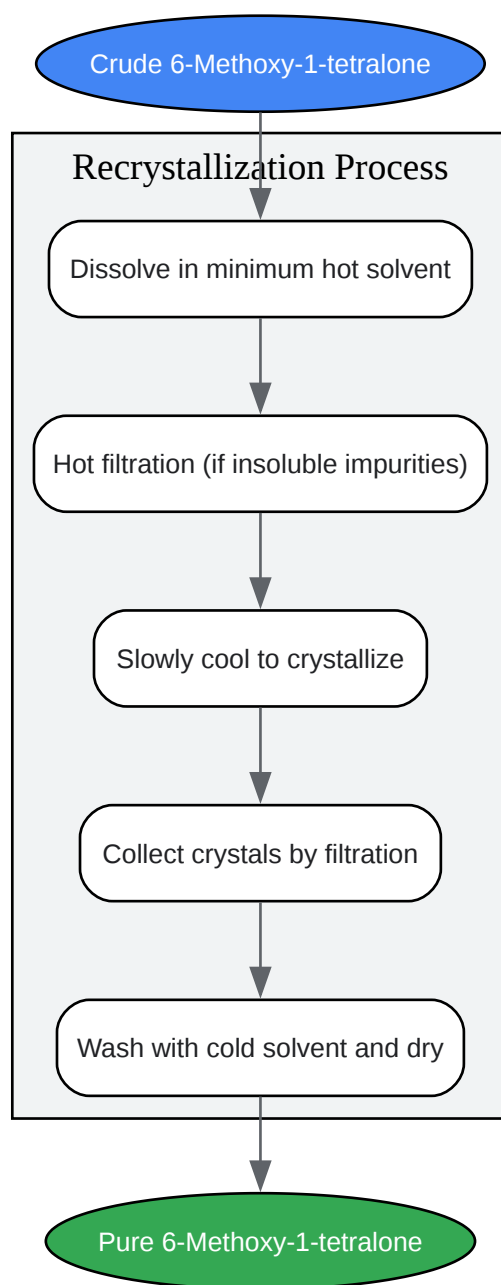 Crude 6-Methoxy-1-tetralone
Recrystallization Process
Dissolve in minimum hot solvent
Hot filtration (if insoluble impurities)
Slowly cool to crystallize
Collect crystals by filtration
Wash with cold solvent and dry
Pure 6-Methoxy-1-tetralone